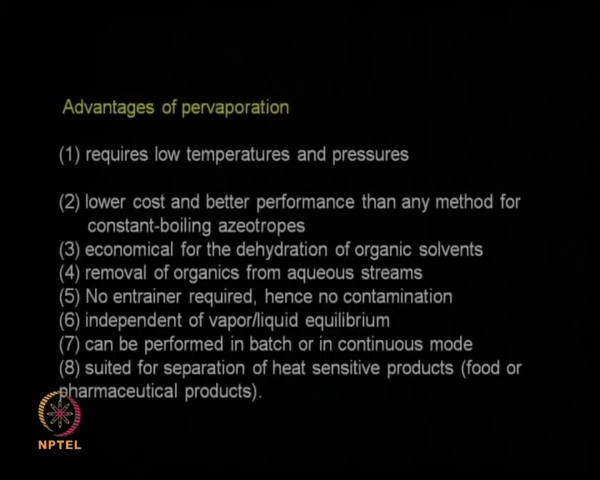 Advantages of pervaporation
(1) requires low temperatures and pressures
(2) lower cost and better performance than any method for
constant-boiling azeotropes
(3) economical for the dehydration of organic solvents
(4) removal of organics from aqueous streams
(5) No entrainer required, hence no contamination
(6) independent of vapor/liquid equilibrium
(7) can be performed in batch or in continuous mode
(8) suited for separation of heat sensitive products (food or
pharmaceutical products).
NPTEL